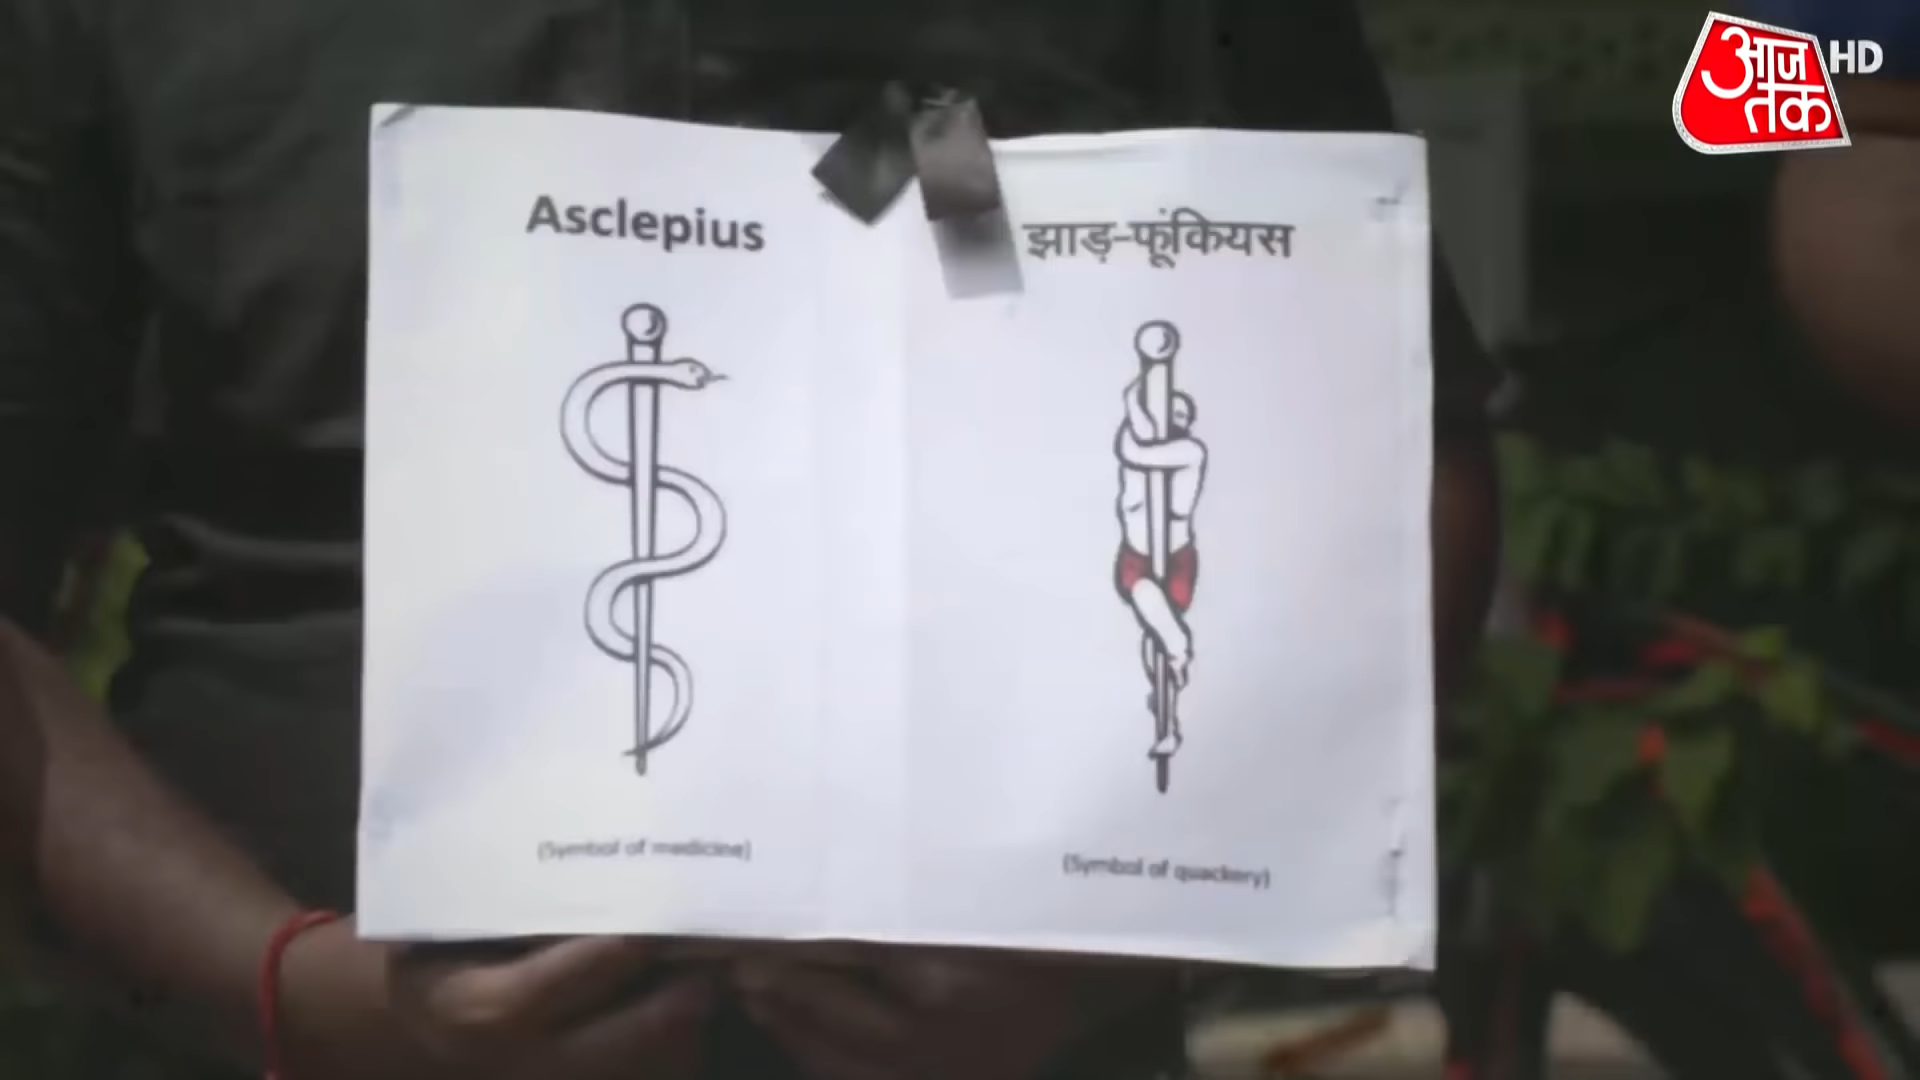 आज
तक
HD
Asclepius
झाड़-फूंकियस
(Symbol of medicine)
(Symbol of quackery)